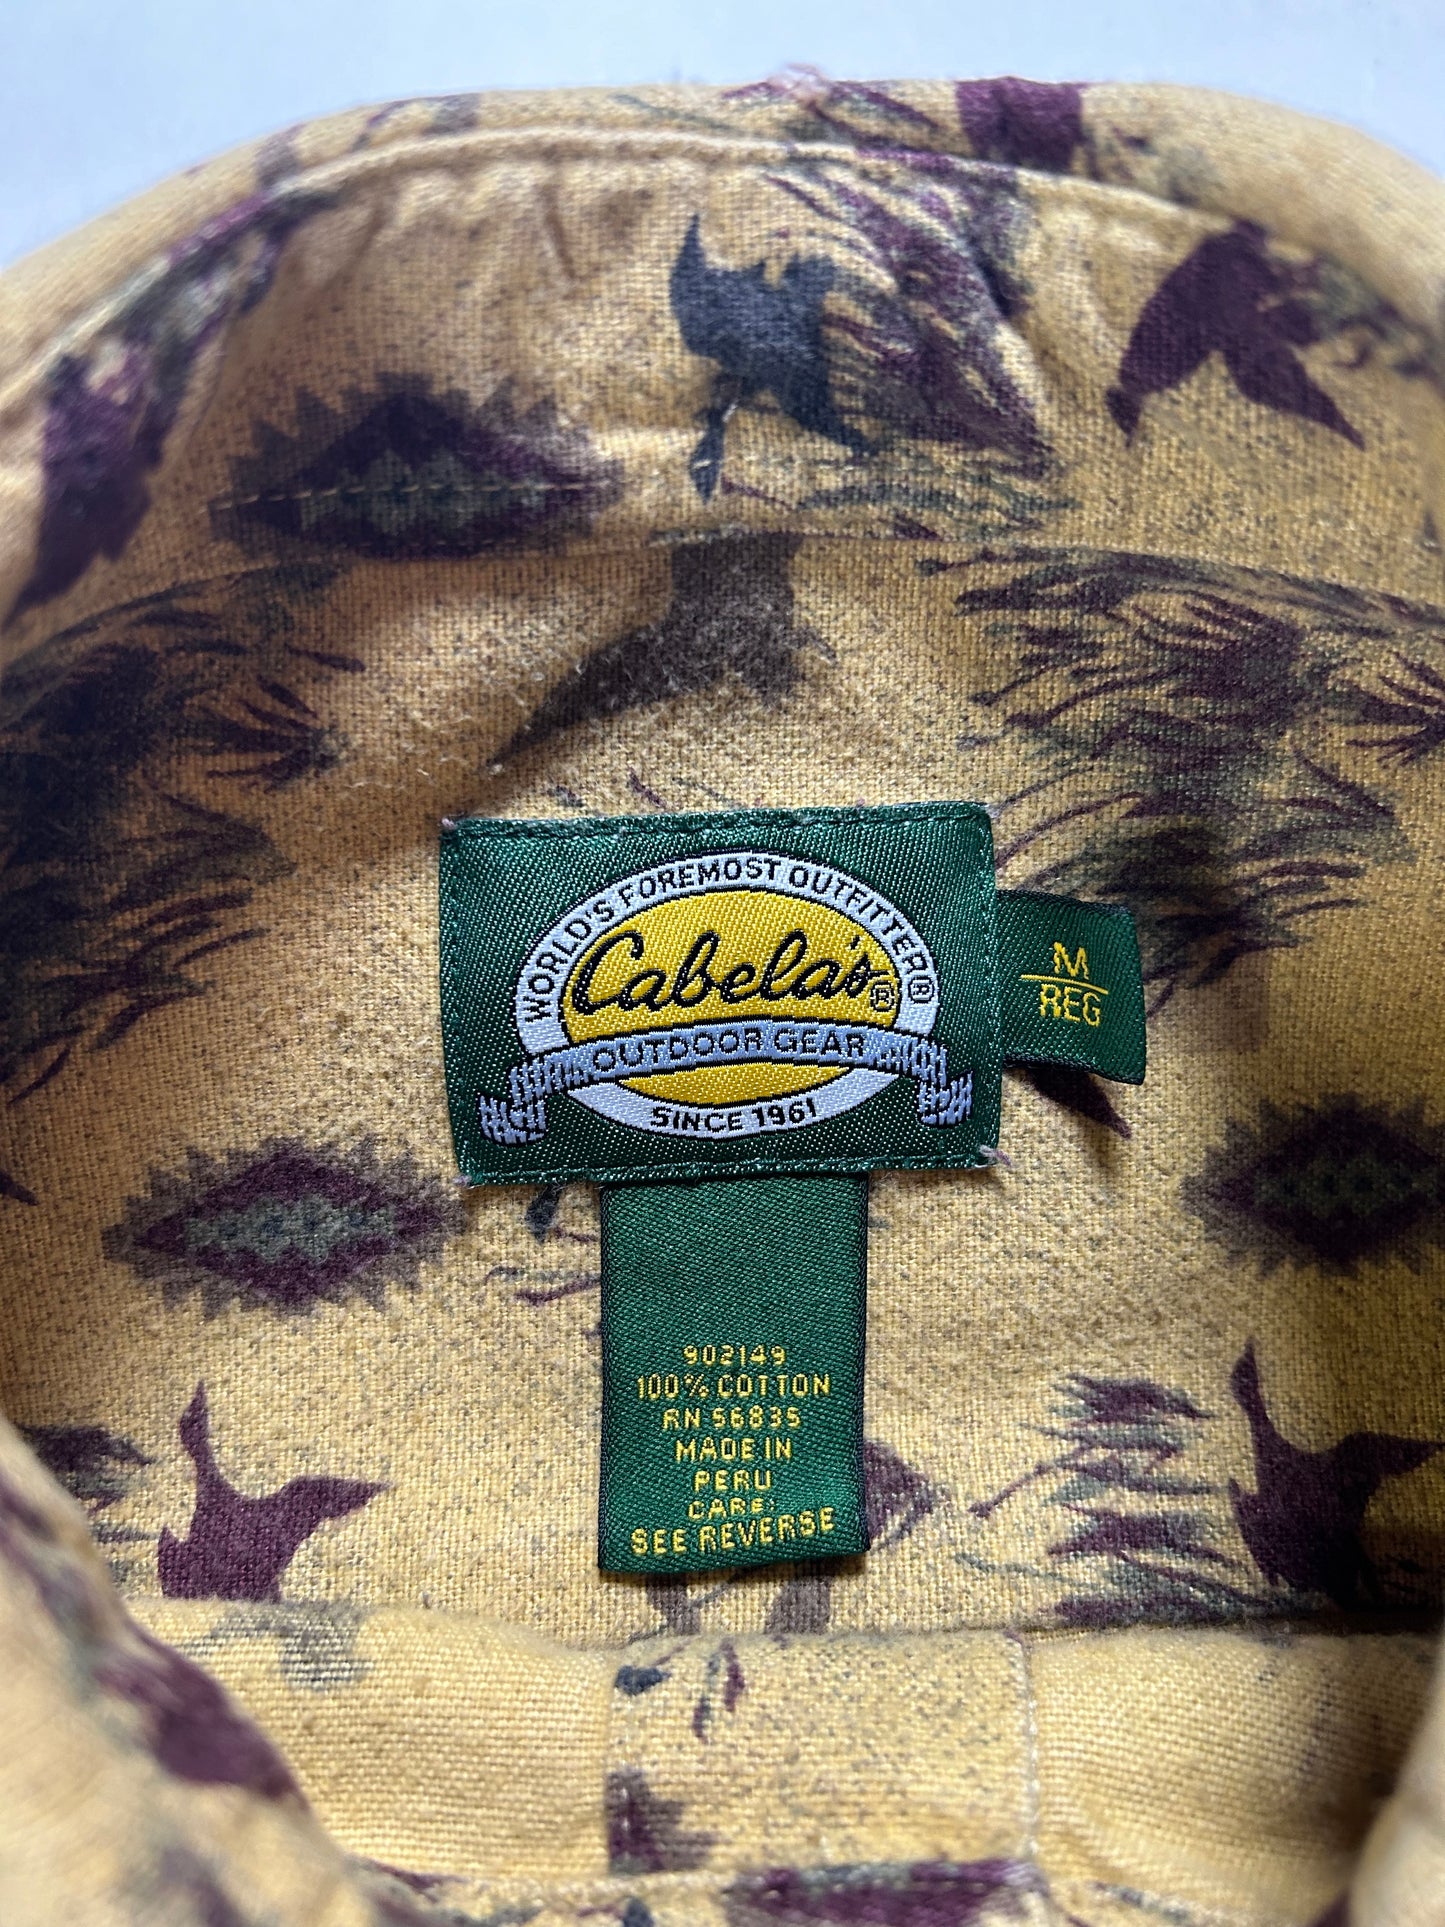 WORLD'S FOREMOST OUTFITTER®
Cabela's®
OUTDOOR GEAR
SINCE 1961
M
REG
902149
100% COTTON
RN 56835
MADE IN
PERU
CARE:
SEE REVERSE